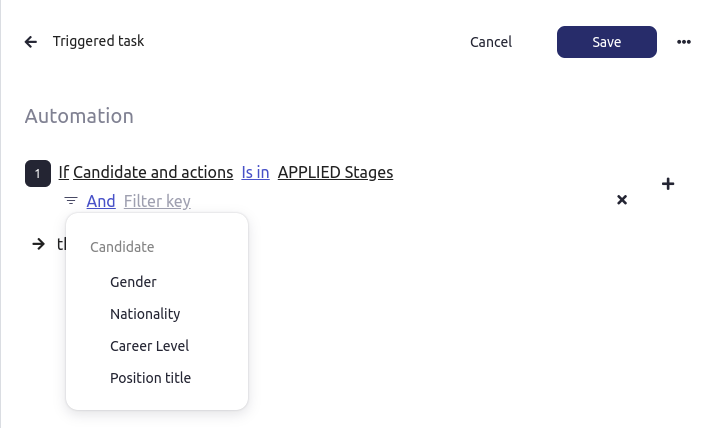 Triggered task
Cancel
Save
Automation
1 If Candidate and actions Is in APPLIED Stages
And Filter key
Candidate
Gender
Nationality
Career Level
Position title